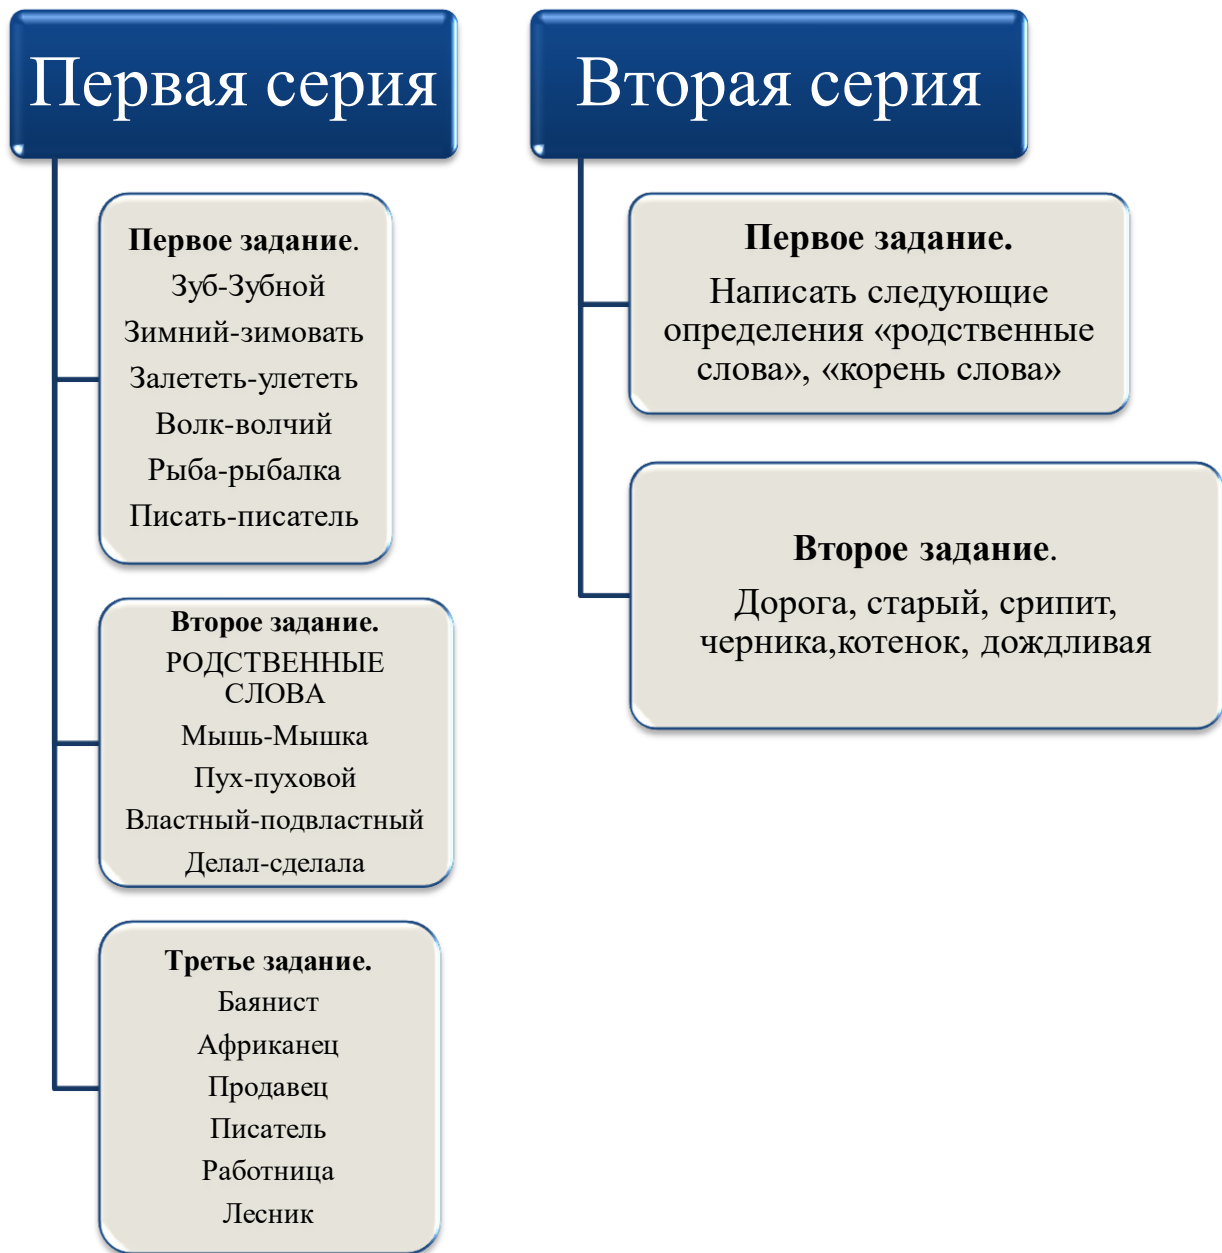 Первая серия
Первое задание.
Зуб-Зубной
Зимний-зимовать
Залететь-улететь
Волк-волчий
Рыба-рыбалка
Писать-писатель
Второе задание.
РОДСТВЕННЫЕ
СЛОВА
Мышь-Мышка
Пух-пуховой
Властный-подвластный
Делал-сделала
Третье задание.
Баянист
Африканец
Продавец
Писатель
Работница
Лесник
Вторая серия
Первое задание.
Написать следующие
определения «родственные
слова», «корень слова»
Второе задание.
Дорога, старый, срипит,
черника,котенок, дождливая